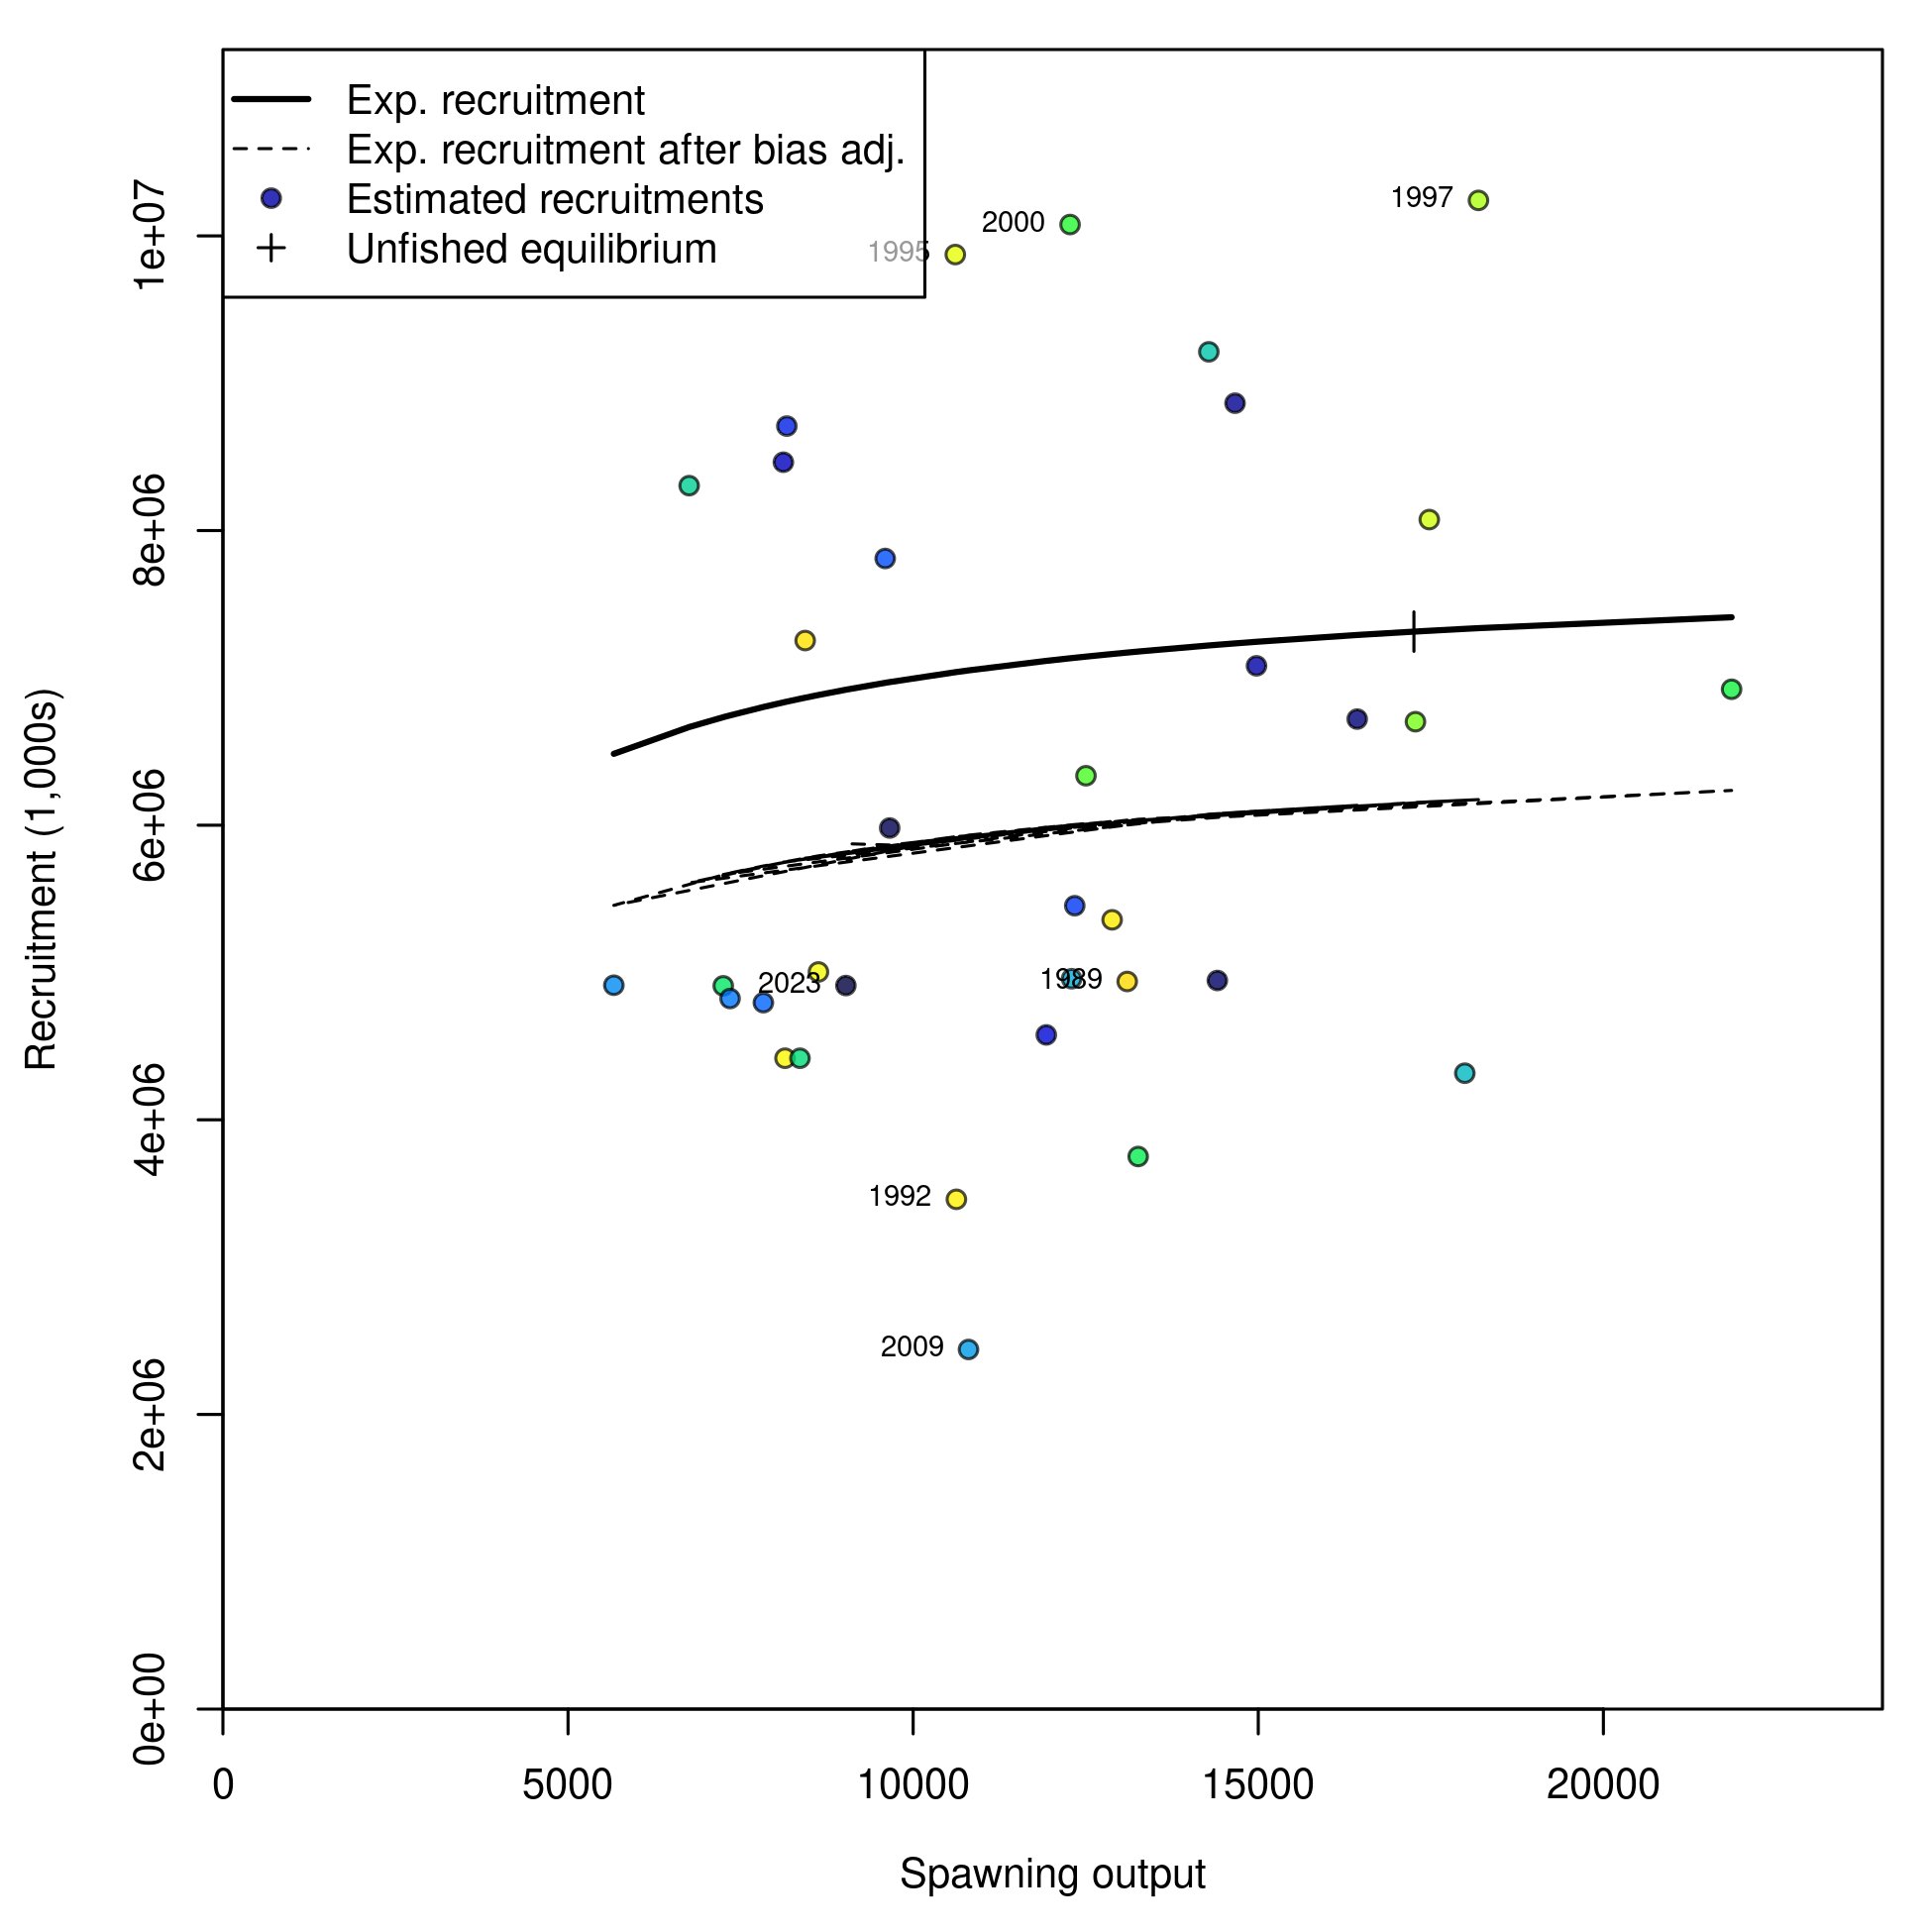 Exp. recruitment
Exp. recruitment after bias adj.
Estimated recruitments
Unfished equilibrium
1997
2000
1995
2023
1989
1992
2009
Recruitment (1,000s)
1e+07
8e+06
6e+06
4e+06
2e+06
0e+00
0 5000 10000 15000 20000
Spawning output